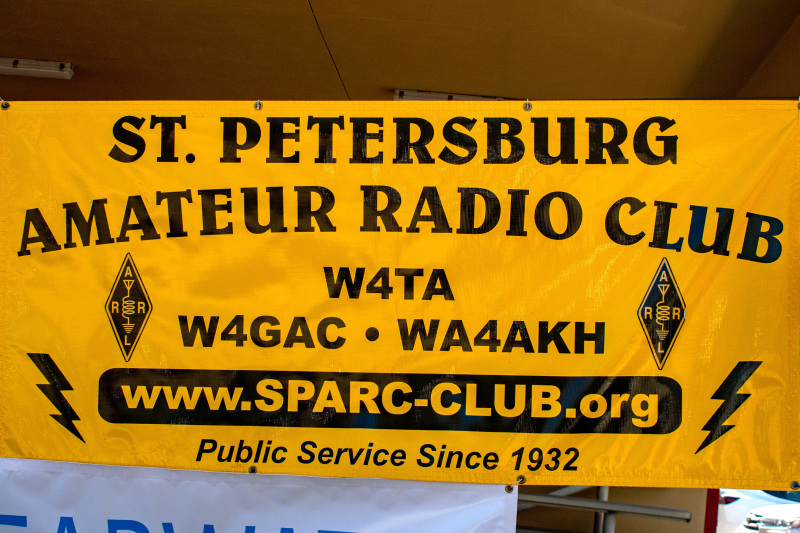 ST. PETERSBURG
AMATEUR RADIO CLUB
W4TA
W4GAC • WA4AKH
A
R R
L
A
R R
L
www.SPARC-CLUB.org
Public Service Since 1932